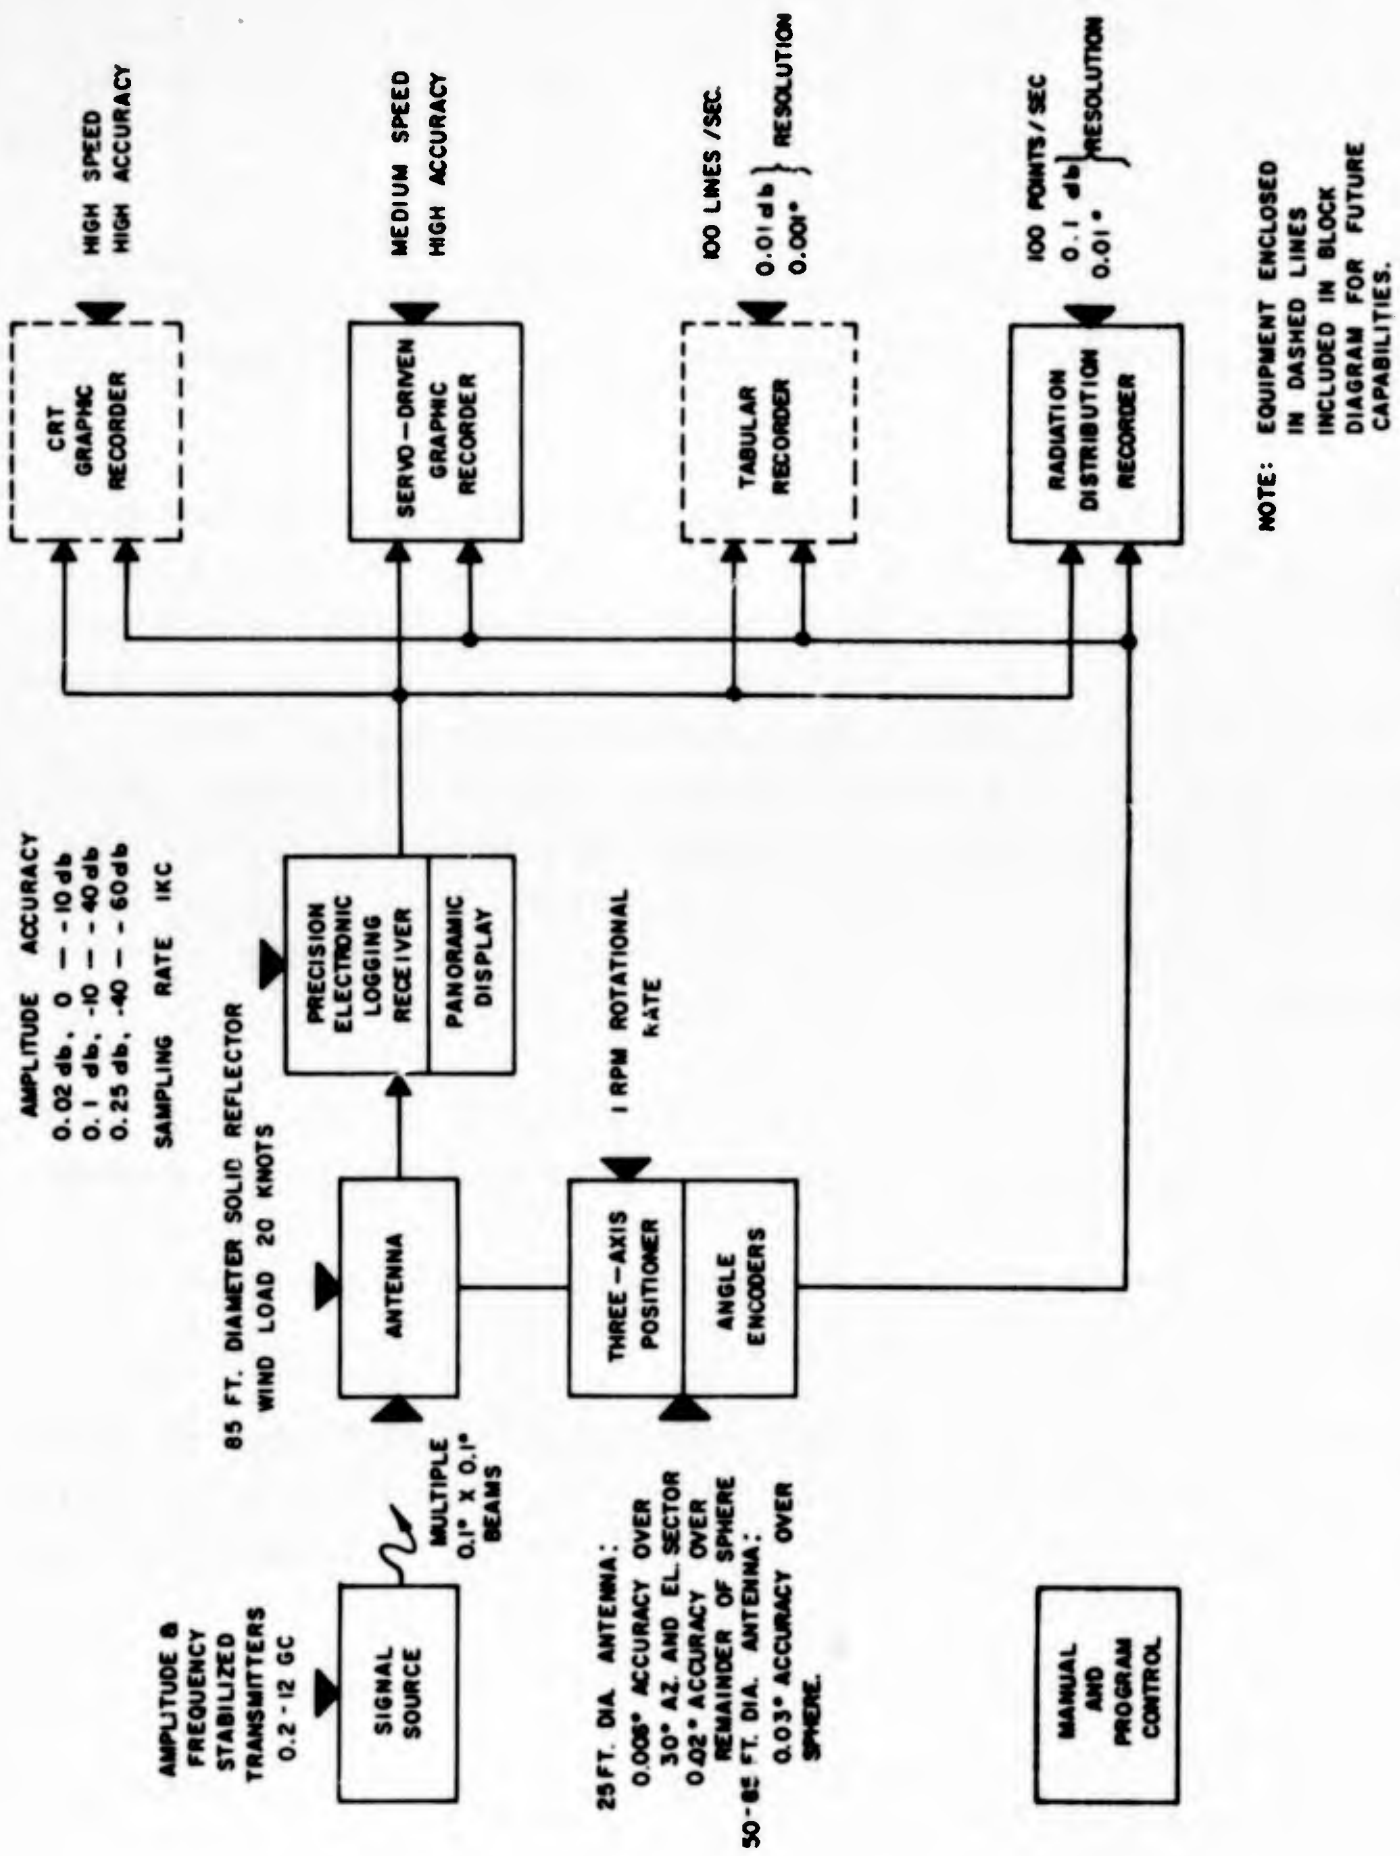 AMPLITUDE &
FREQUENCY
STABILIZED
TRANSMITTERS
0.2 - 12 GC
SIGNAL
SOURCE
MULTIPLE
0.1° X 0.1°
BEAMS
85 FT. DIAMETER SOLID REFLECTOR
WIND LOAD 20 KNOTS
ANTENNA
AMPLITUDE ACCURACY
0.02 db. 0 — -10 db
0.1 db. -10 — -40 db
0.25 db. -40 — -60 db
SAMPLING RATE 1KC
PRECISION
ELECTRONIC
LOGGING
RECEIVER
PANORAMIC
DISPLAY
25 FT. DIA. ANTENNA:
0.006° ACCURACY OVER
30° AZ. AND EL. SECTOR
0.02° ACCURACY OVER
REMAINDER OF SPHERE
50-85 FT. DIA. ANTENNA:
0.03° ACCURACY OVER
SPHERE.
THREE-AXIS
POSITIONER
ANGLE
ENCODERS
1 RPM ROTATIONAL
RATE
MANUAL
AND
PROGRAM
CONTROL
CRT
GRAPHIC
RECORDER
HIGH SPEED
HIGH ACCURACY
SERVO-DRIVEN
GRAPHIC
RECORDER
MEDIUM SPEED
HIGH ACCURACY
TABULAR
RECORDER
100 LINES/SEC.
0.01 db } RESOLUTION
0.001°
RADIATION
DISTRIBUTION
RECORDER
100 POINTS/SEC
0.1 db } RESOLUTION
0.01°
NOTE: EQUIPMENT ENCLOSED
IN DASHED LINES
INCLUDED IN BLOCK
DIAGRAM FOR FUTURE
CAPABILITIES.